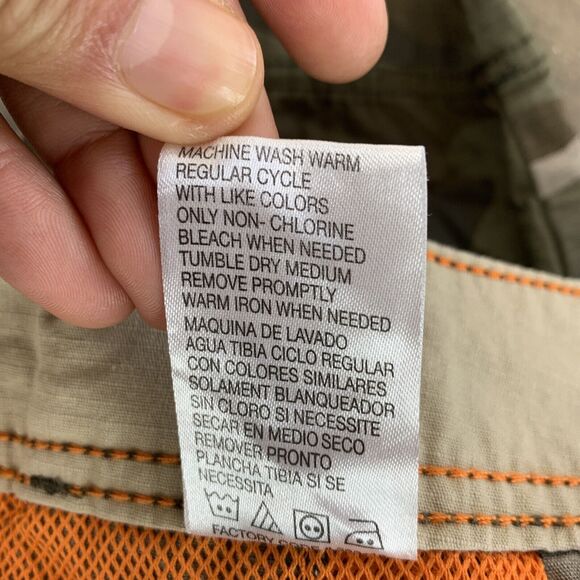 MACHINE WASH WARM
REGULAR CYCLE
WITH LIKE COLORS
ONLY NON- CHLORINE
BLEACH WHEN NEEDED
TUMBLE DRY MEDIUM
REMOVE PROMPTLY
WARM IRON WHEN NEEDED
MAQUINA DE LAVADO
AGUA TIBIA CICLO REGULAR
CON COLORES SIMILARES
SOLAMENT BLANQUEADOR
SIN CLORO SI NECESSITE
SECAR EN MEDIO SECO
REMOVER PRONTO
PLANCHA TIBIA SI SE
NECESSITA
FACTORY